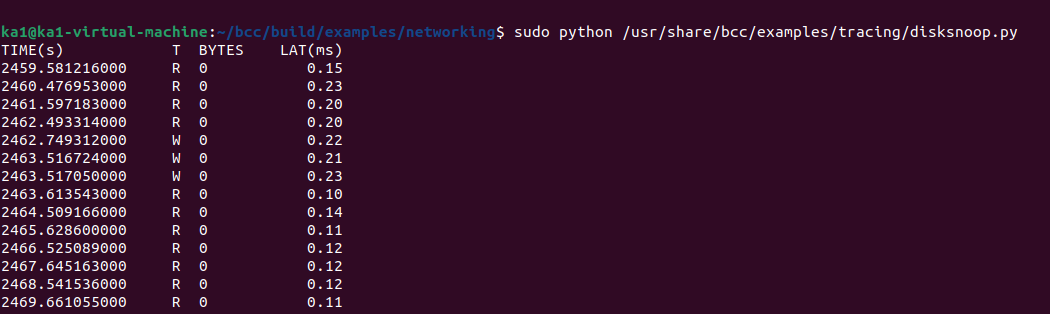 ka1@ka1-virtual-machine:~/bcc/build/examples/networking$ sudo python /usr/share/bcc/examples/tracing/disksnoop.py
TIME(s)     T  BYTES    LAT(ms)
2459.581216000     R  0           0.15
2460.476953000     R  0           0.23
2461.597183000     R  0           0.20
2462.493314000     R  0           0.20
2462.749312000     W  0           0.22
2463.516724000     W  0           0.21
2463.517050000     W  0           0.23
2463.613543000     R  0           0.10
2464.509166000     R  0           0.14
2465.628600000     R  0           0.11
2466.525089000     R  0           0.12
2467.645163000     R  0           0.12
2468.541536000     R  0           0.12
2469.661055000     R  0           0.11